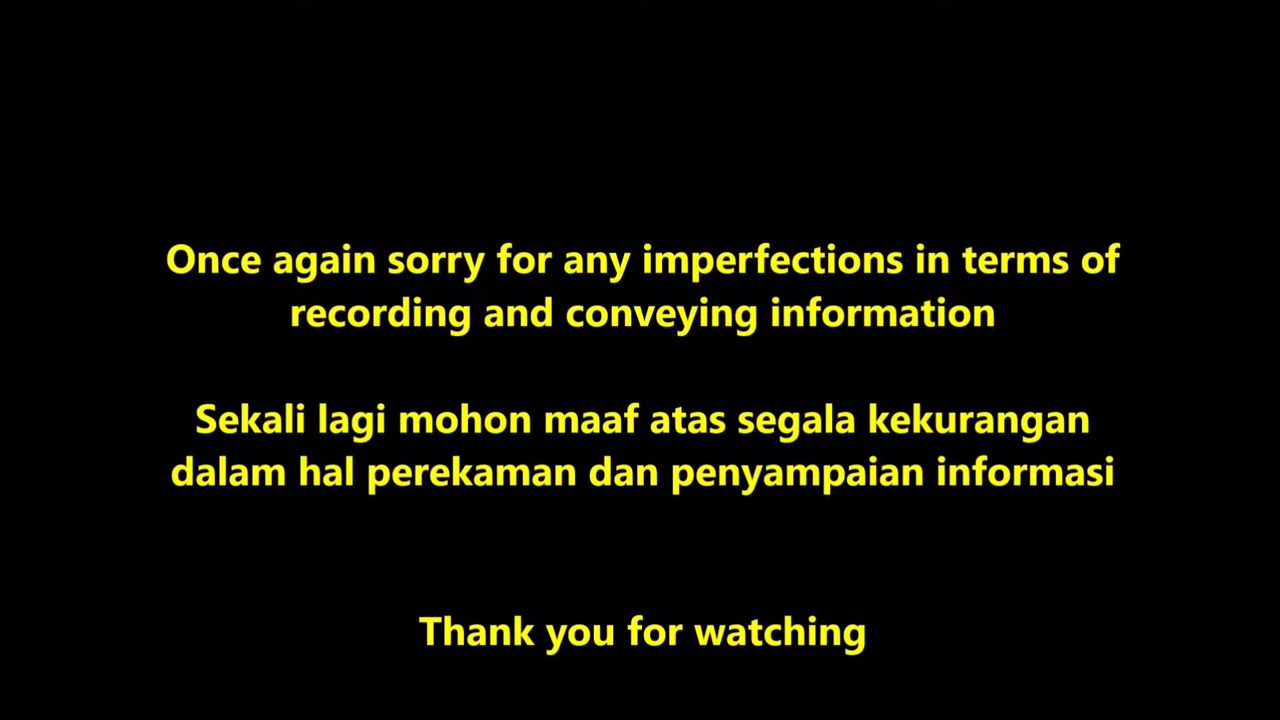 Once again sorry for any imperfections in terms of
recording and conveying information
Sekali lagi mohon maaf atas segala kekurangan
dalam hal perekaman dan penyampaian informasi
Thank you for watching